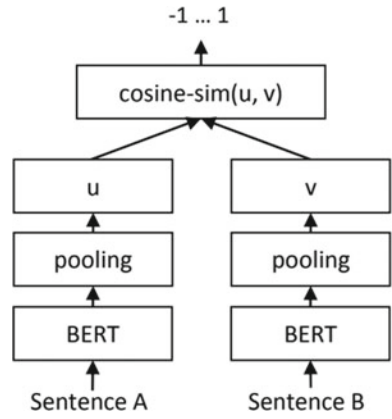 -1 ... 1
cosine-sim(u, v)
u
v
pooling
pooling
BERT
BERT
Sentence A
Sentence B